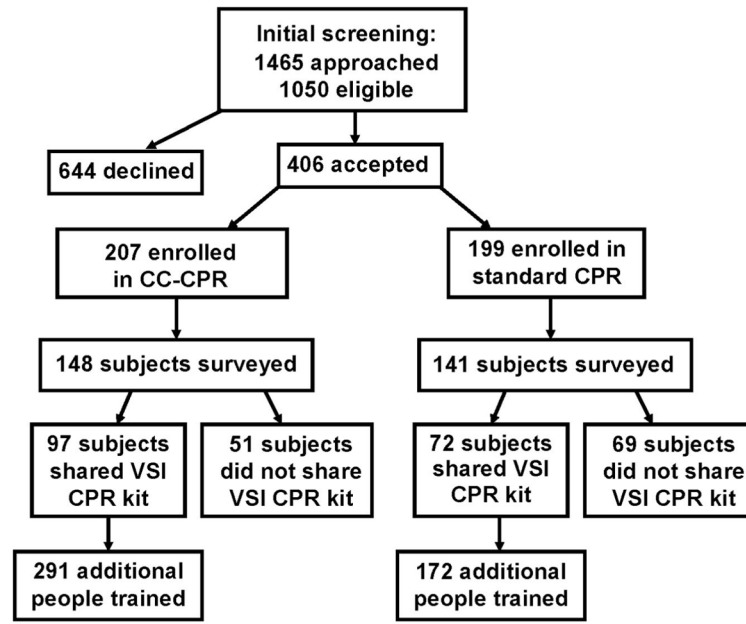 Initial screening:
1465 approached
1050 eligible
644 declined
406 accepted
207 enrolled
in CC-CPR
199 enrolled in
standard CPR
148 subjects surveyed
141 subjects surveyed
97 subjects
shared VSI
CPR kit
51 subjects
did not share
VSI CPR kit
72 subjects
shared VSI
CPR kit
69 subjects
did not share
VSI CPR kit
291 additional
people trained
172 additional
people trained